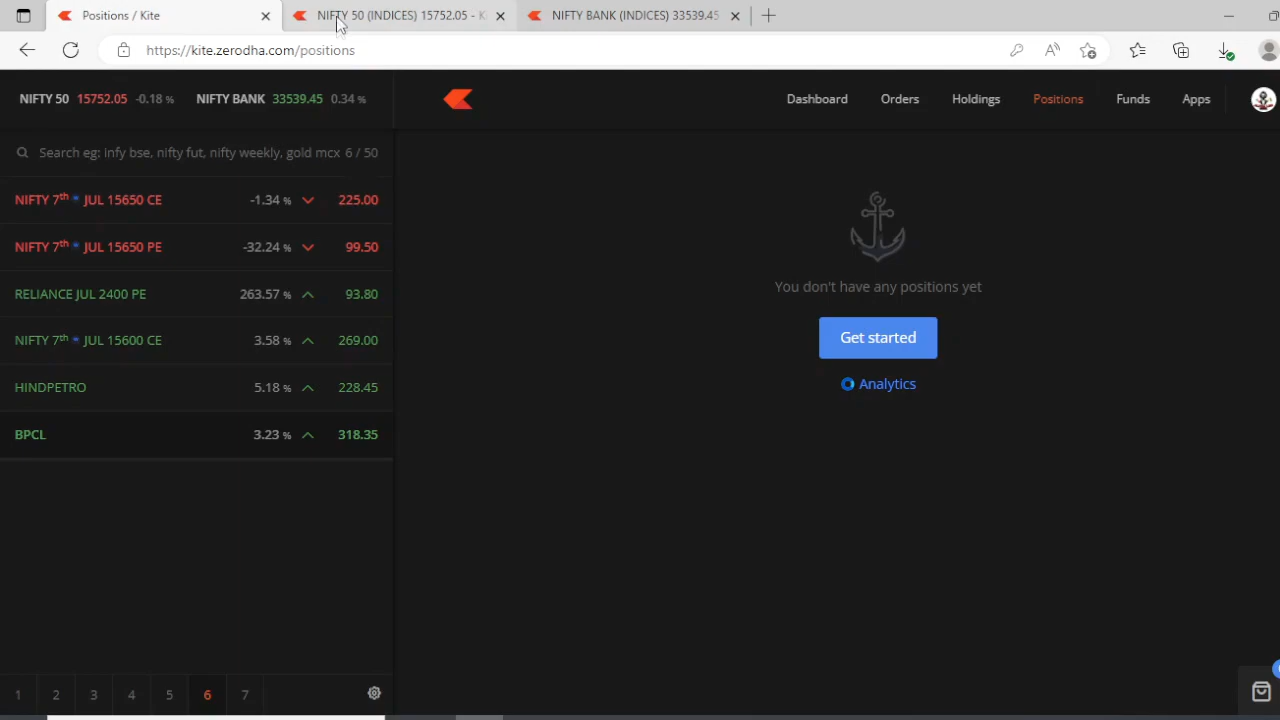 Positions / Kite
NIFTY 50 (INDICES) 15752.05 - K
NIFTY BANK (INDICES) 33539.45
https://kite.zerodha.com/positions
NIFTY 50 15752.05 -0.18 % NIFTY BANK 33539.45 0.34 %
Dashboard Orders Holdings Positions Funds Apps
Search eg: infy bse, nifty fut, nifty weekly, gold mcx 6 / 50
NIFTY 7th JUL 15650 CE -1.34 % 225.00
NIFTY 7th JUL 15650 PE -32.24 % 99.50
RELIANCE JUL 2400 PE 263.57 % 93.80
NIFTY 7th JUL 15600 CE 3.58 % 269.00
HINDPETRO 5.18 % 228.45
BPCL 3.23 % 318.35
You don't have any positions yet
Get started
Analytics
1 2 3 4 5 6 7